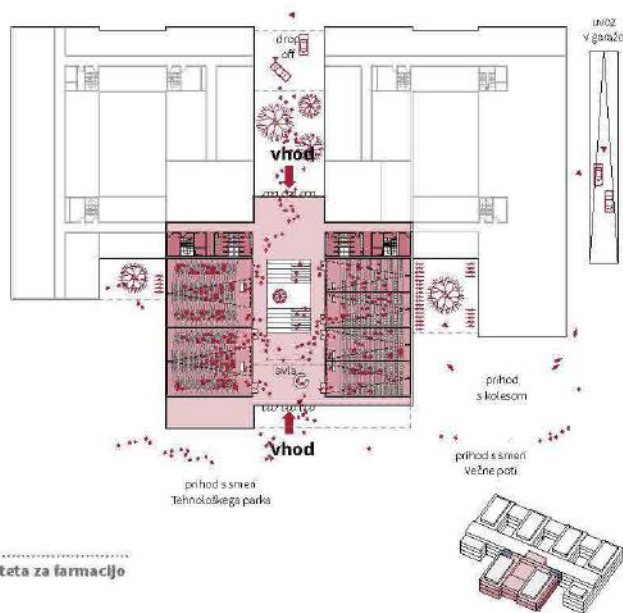 uvoz
v garažo
drop
off
vhod
avla
prihod
s kolesom
vhod
prihod s smeri
Večne poti
prihod s smeri
Tehnološkega parka
teta za farmacijo